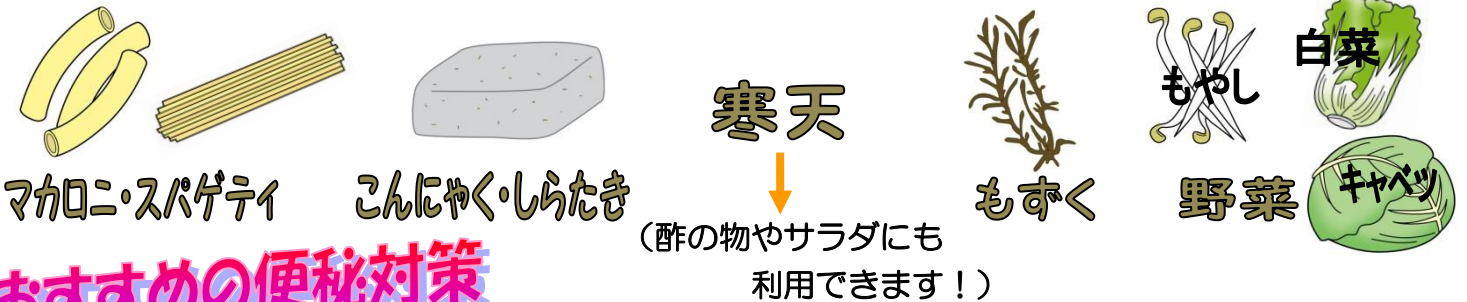 マカロニ・スパゲティ
こんにゃく・しらたき
寒天
(酢の物やサラダにも
利用できます!)
もずく
野菜
もやし
白菜
キャベツ
おすすめの便秘対策